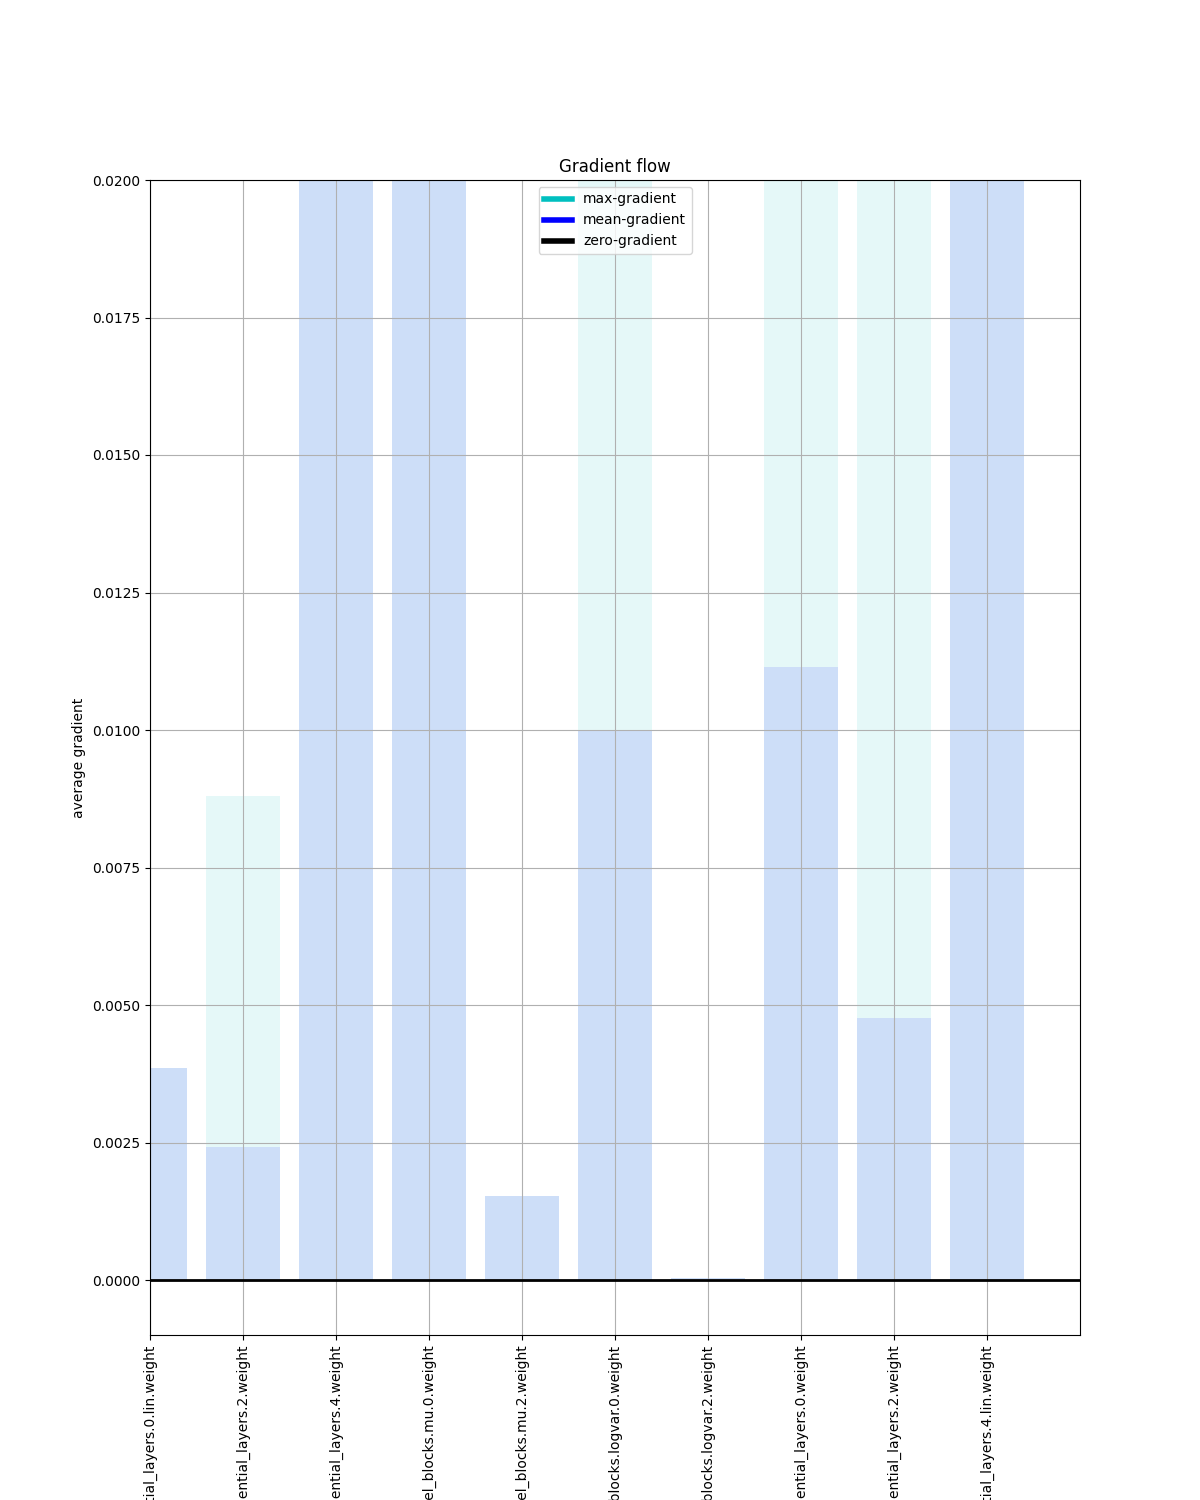 Gradient flow
max-gradient
mean-gradient
zero-gradient
0.0200
0.0175
0.0150
0.0125
0.0100
0.0075
0.0050
0.0025
0.0000
average gradient
tial_layers.0.lin.weight
ential_layers.2.weight
ential_layers.4.weight
el_blocks.mu.0.weight
el_blocks.mu.2.weight
blocks.logvar.0.weight
blocks.logvar.2.weight
ential_layers.0.weight
ential_layers.2.weight
tial_layers.4.lin.weight